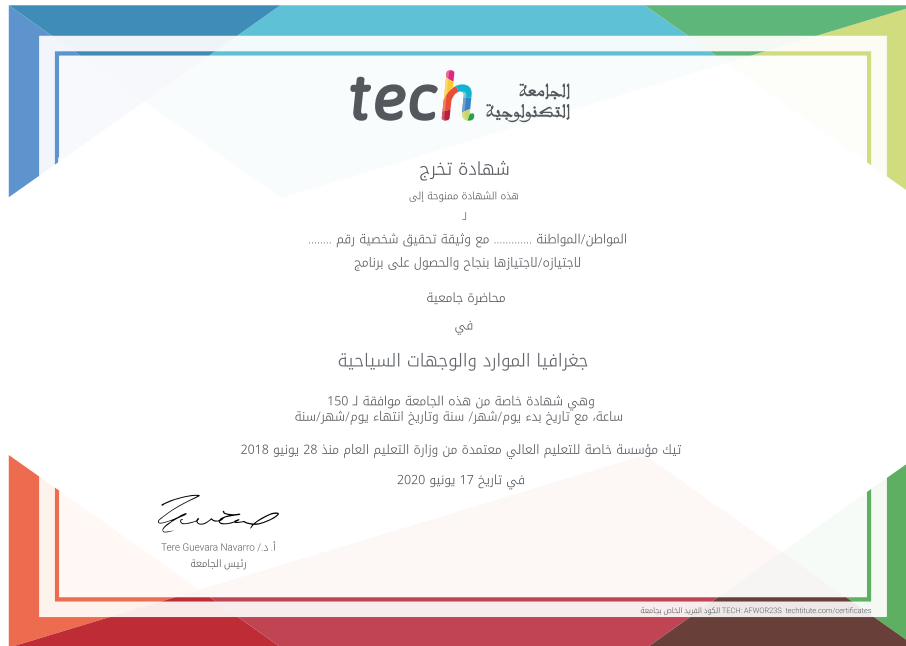 tech الجامعة
التكنولوجية
شهادة تخرج
هذه الشهادة ممنوحة إلى
لـ
المواطن/المواطنة ............ مع وثيقة تحقيق شخصية رقم ........
لاجتيازه/لاجتيازها بنجاح والحصول على برنامج
محاضرة جامعية
في
جغرافيا الموارد والوجهات السياحية
وهي شهادة خاصة من هذه الجامعة موافقة لـ 150
ساعة، مع تاريخ بدء يوم/شهر/ سنة وتاريخ انتهاء يوم/شهر/سنة
تيك مؤسسة خاصة للتعليم العالي معتمدة من وزارة التعليم العام منذ 28 يونيو 2018
في تاريخ 17 يونيو 2020
أ. د./ Tere Guevara Navarro
رئيس الجامعة
الكود الفريد الخاص بجامعة TECH: AFWOR23S techtitute.com/certificates